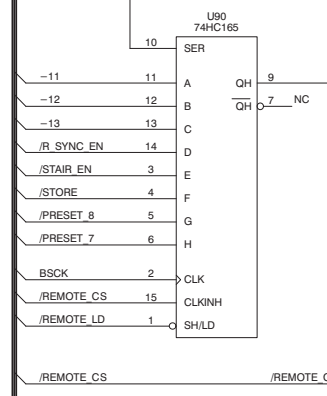 U90
74HC165
10 SER
−11 11 A QH 9
−12 12 B QH 7 NC
−13 13 C
/R_SYNC_EN 14 D
/STAIR_EN 3 E
/STORE 4 F
/PRESET_8 5 G
/PRESET_7 6 H
BSCK 2 CLK
/REMOTE_CS 15 CLKINH
/REMOTE_LD 1 SH/LD
/REMOTE_CS /REMOTE_